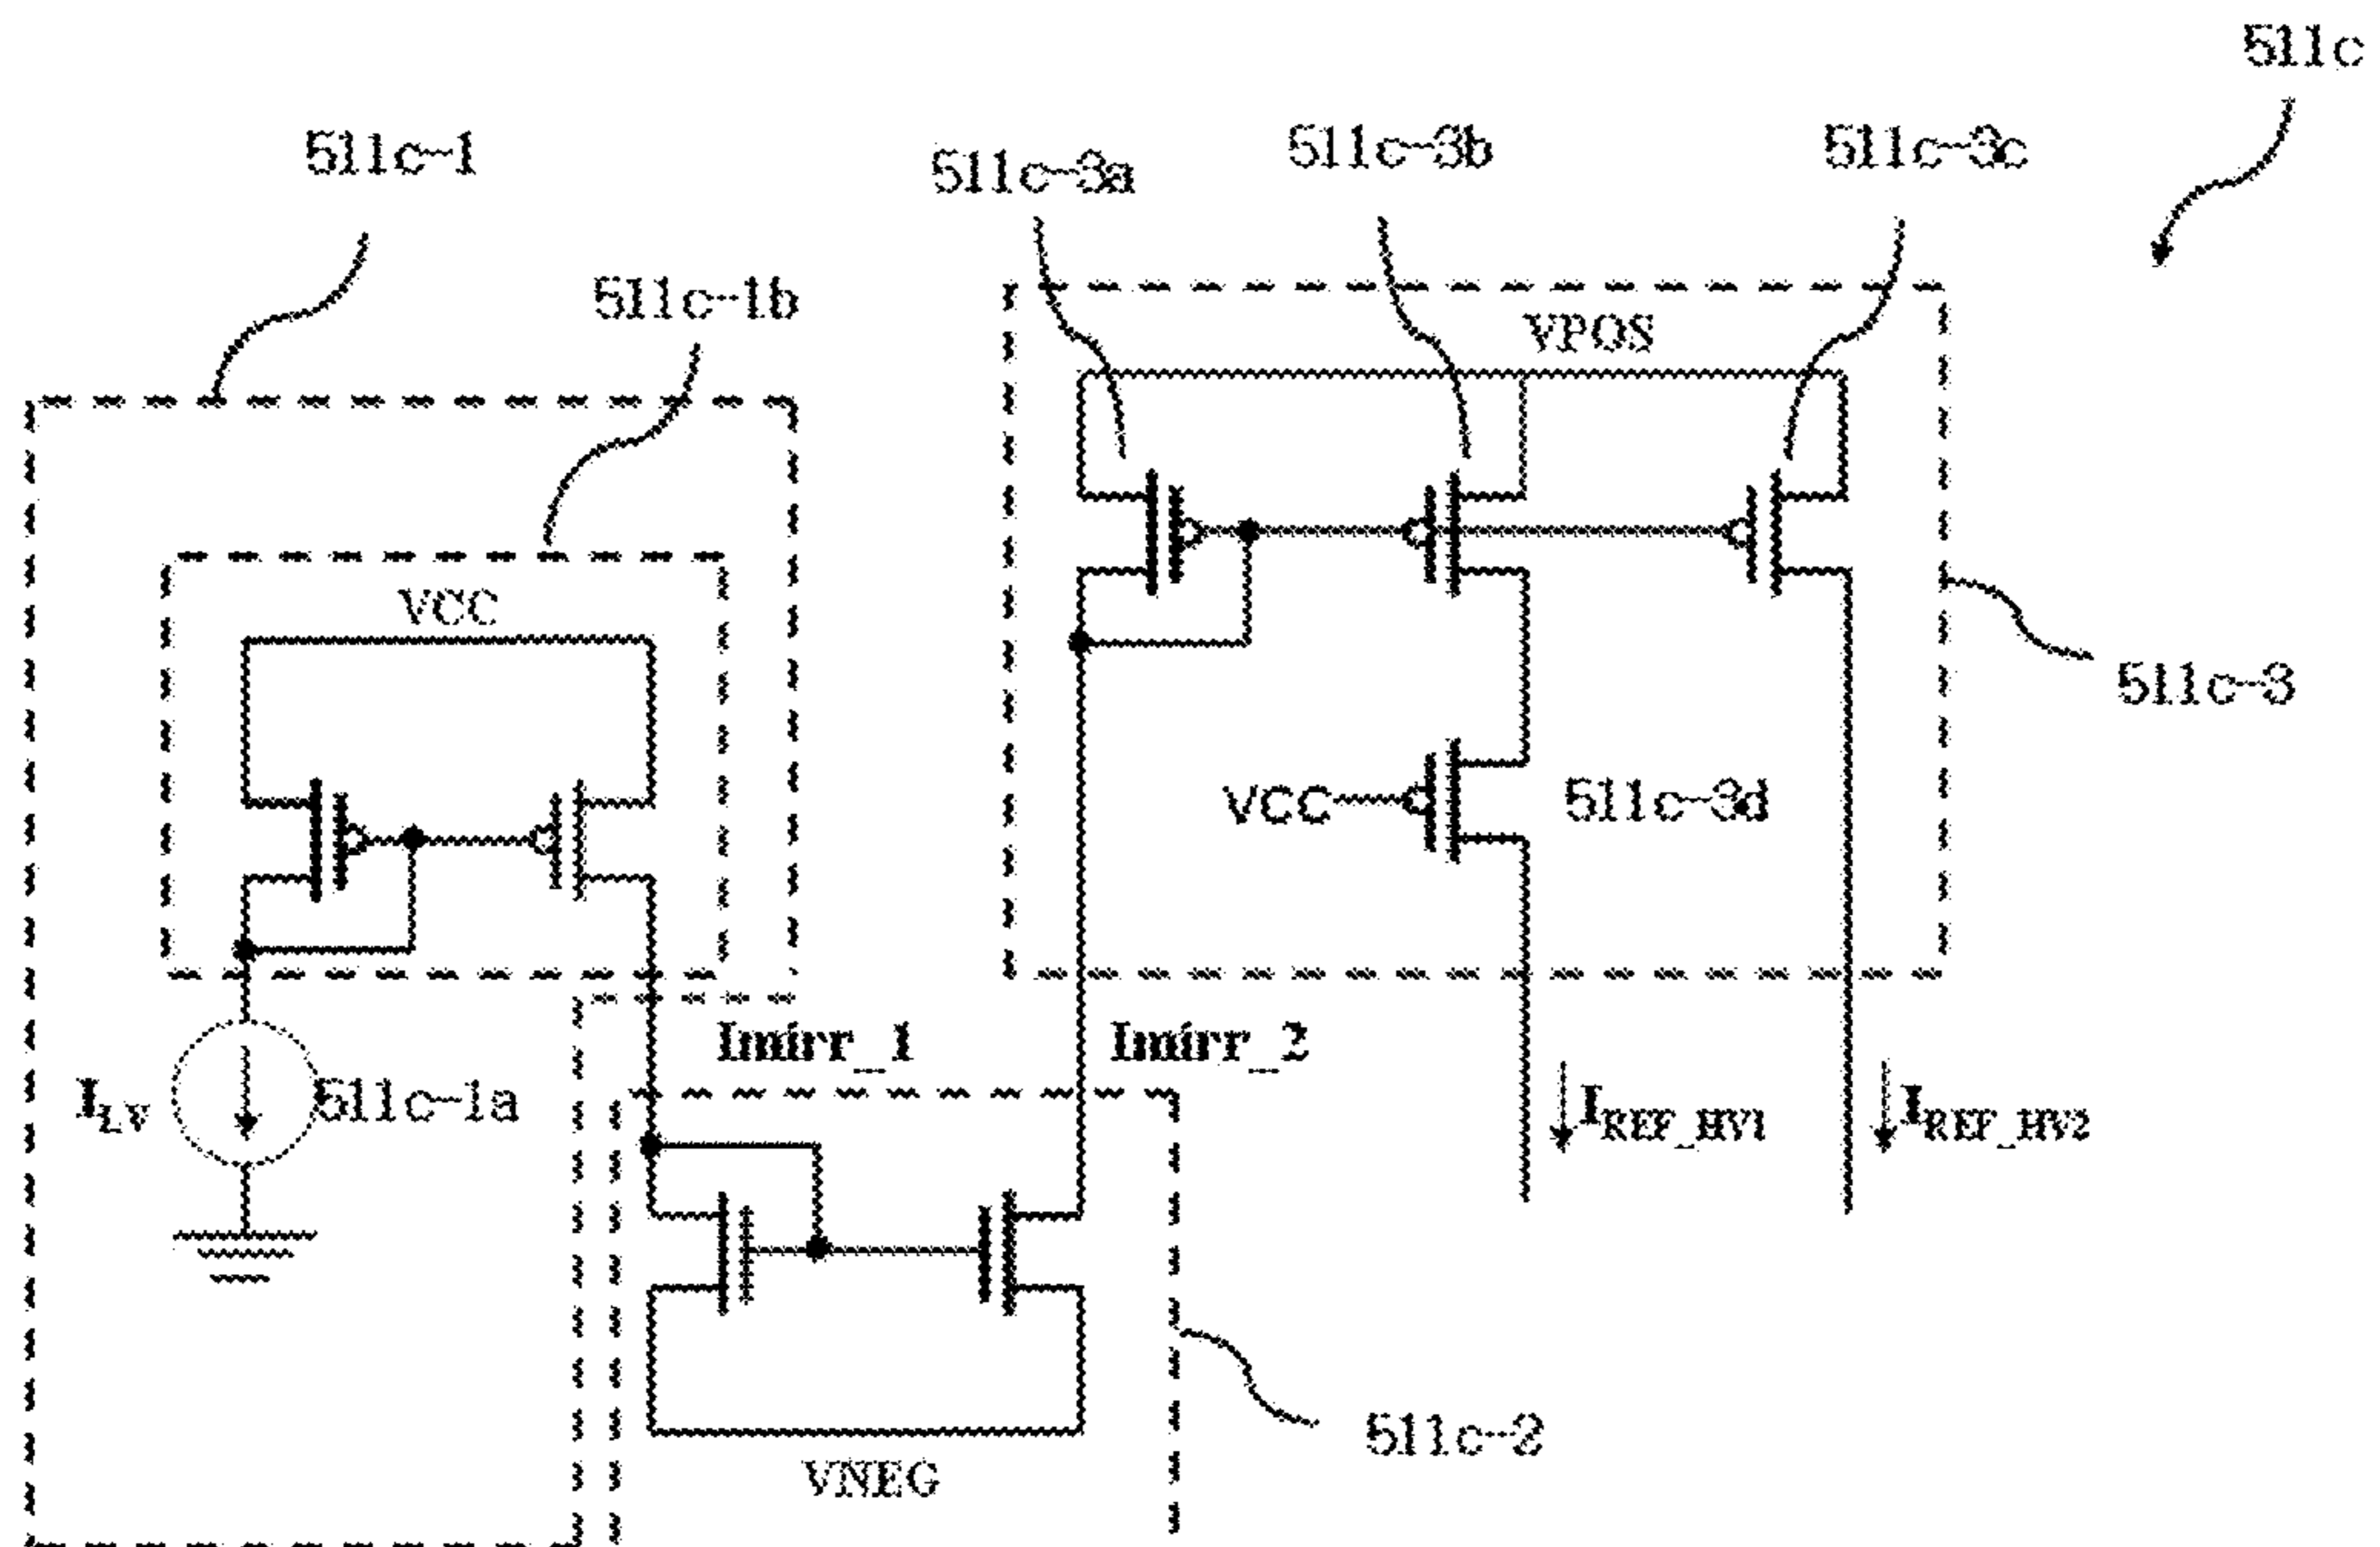 511c
511c-1
511c-3a
511c-3b
511c-3c
511c-1b
VPOS
VCC
511c-3
VCC
511c-3d
Imirr_1
Imirr_2
ILV
511c-1a
IREF_HV1
IREF_HV2
511c-2
VNEG